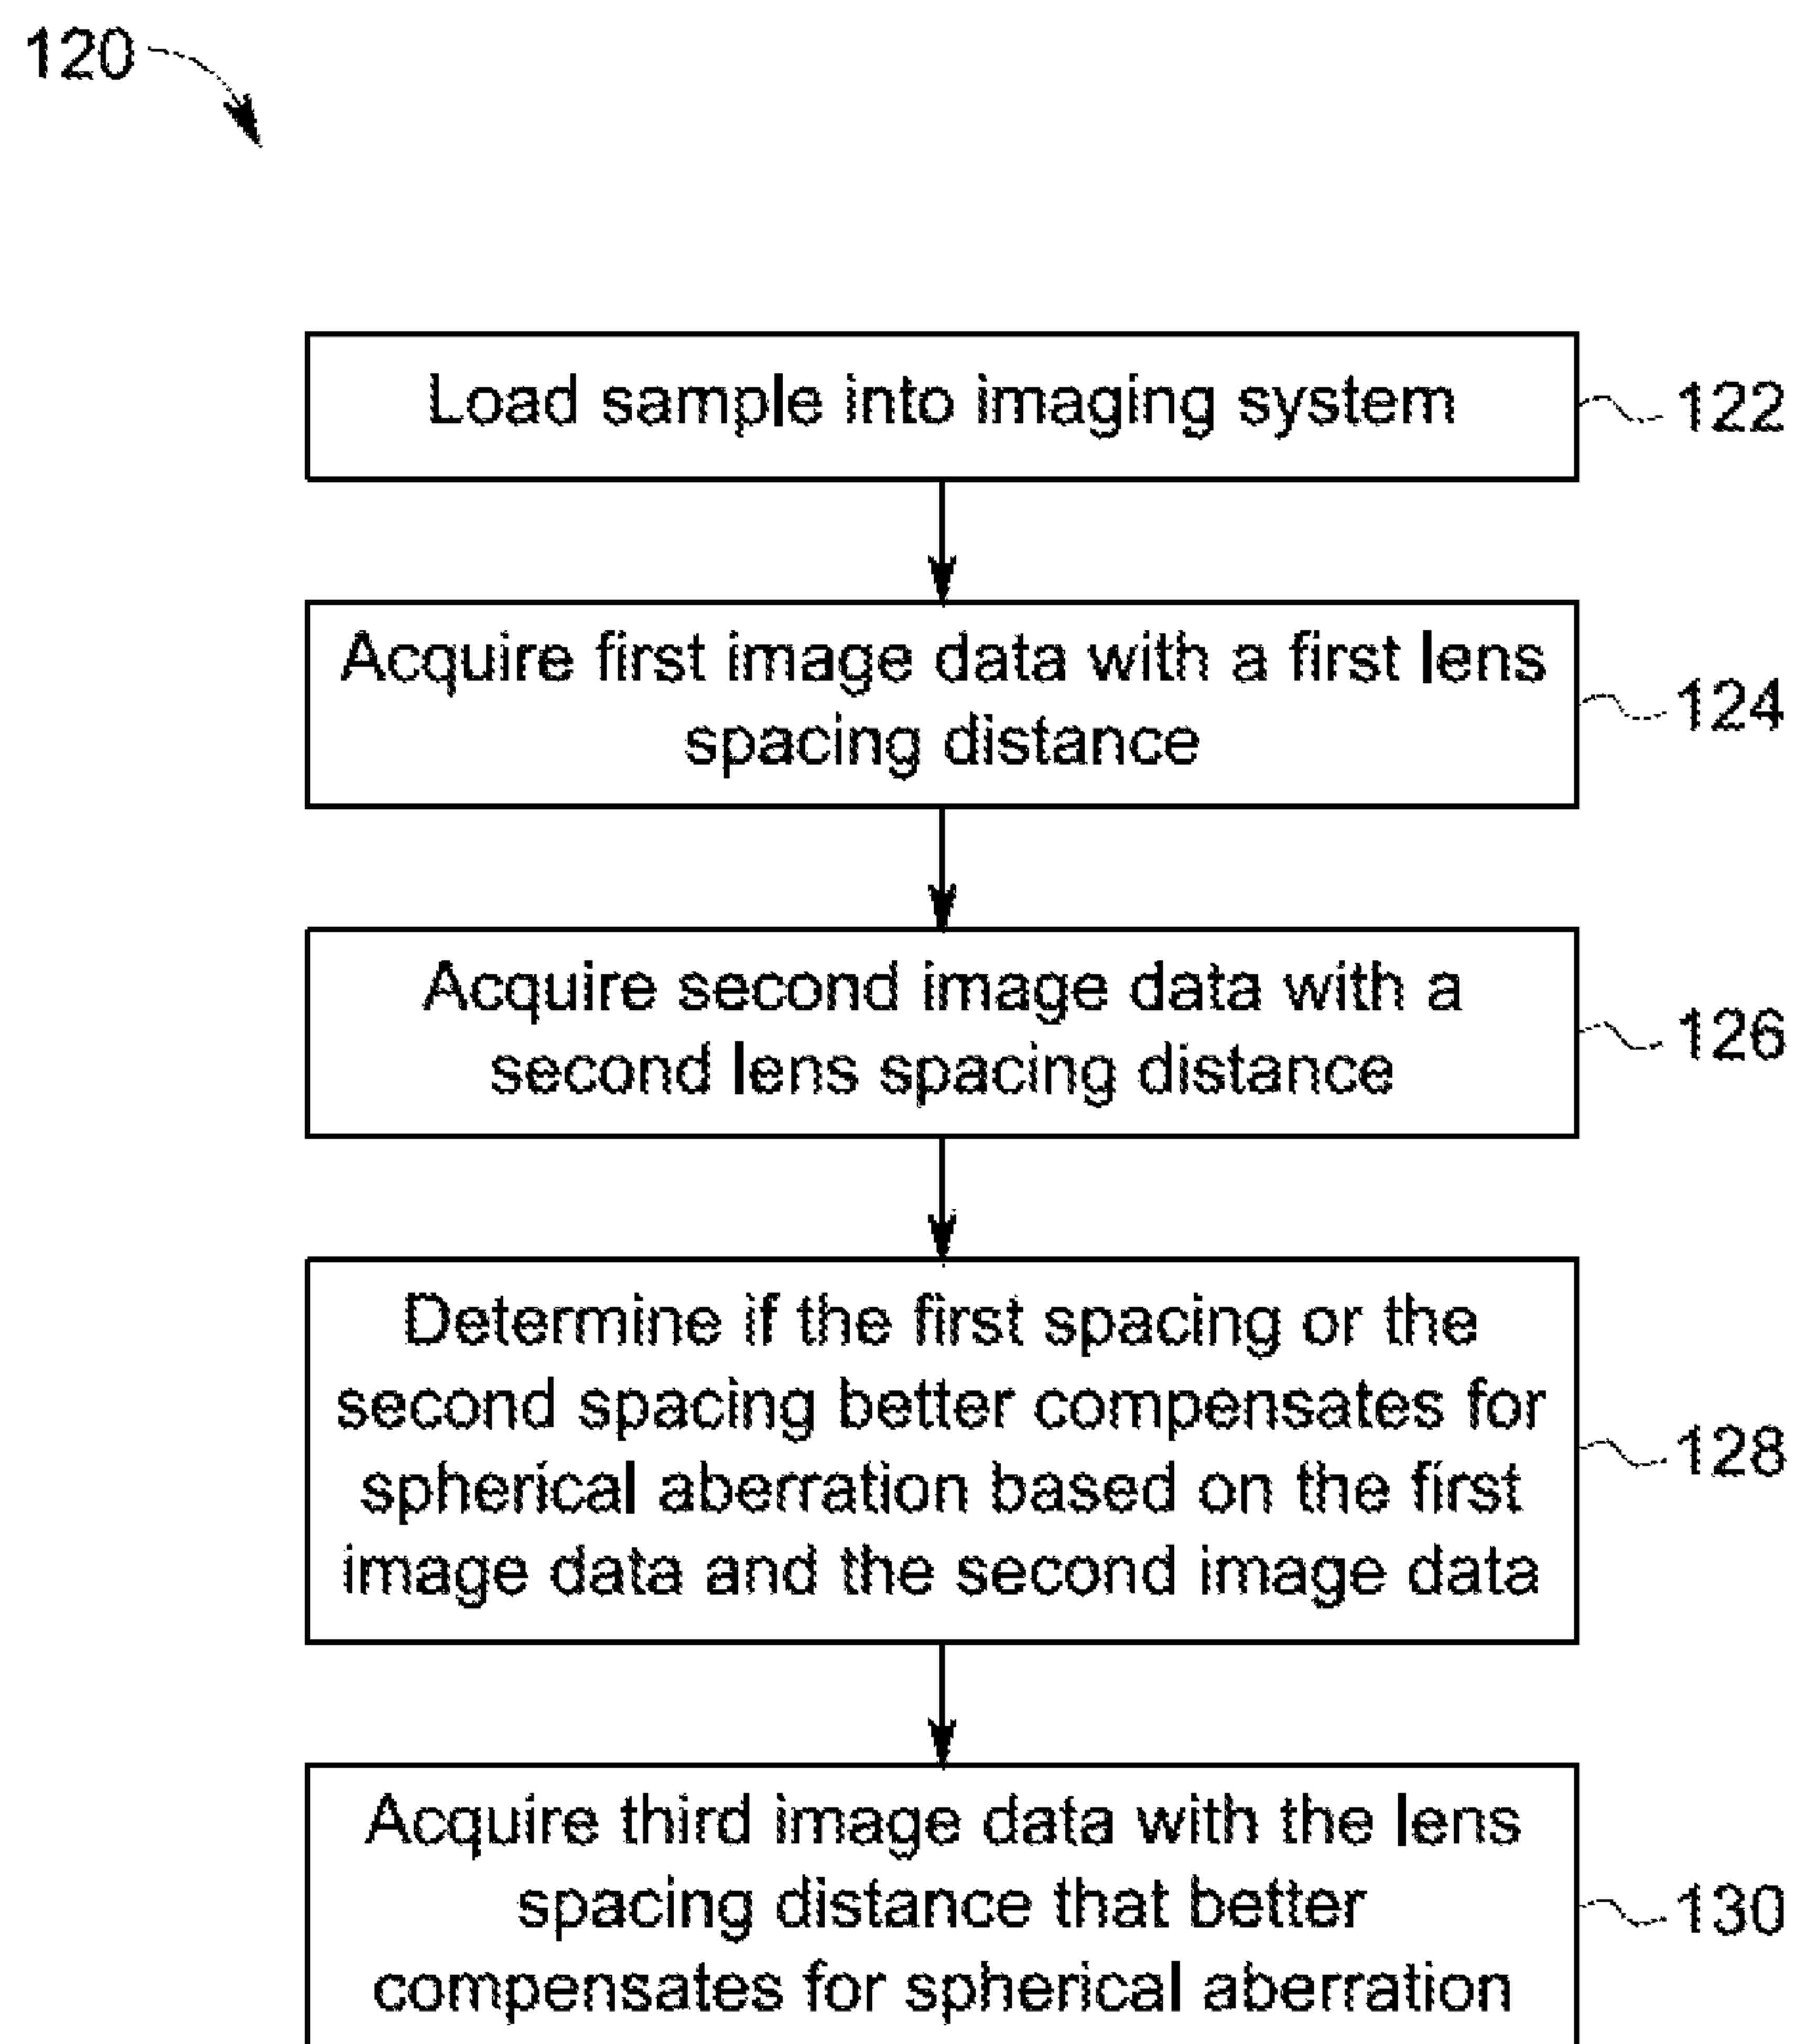 120
Load sample into imaging system
122
Acquire first image data with a first lens
spacing distance
124
Acquire second image data with a
second lens spacing distance
126
Determine if the first spacing or the
second spacing better compensates for
spherical aberration based on the first
image data and the second image data
128
Acquire third image data with the lens
spacing distance that better
compensates for spherical aberration
130